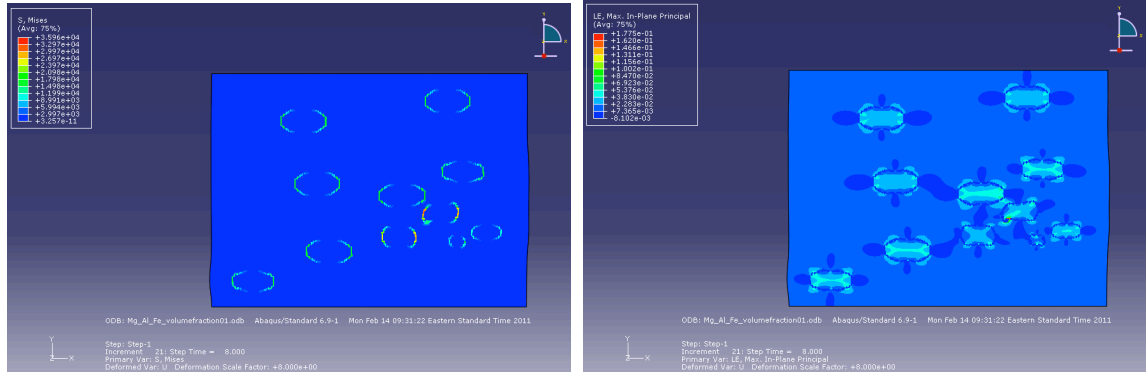 S, Mises
(Avg: 75%)
+3.596e+04
+3.297e+04
+2.997e+04
+2.697e+04
+2.397e+04
+2.098e+04
+1.798e+04
+1.498e+04
+1.199e+04
+8.991e+03
+5.994e+03
+2.997e+03
+3.257e-11
Y
X
Z
ODB: Mg_Al_Fe_volumefraction01.odb Abaqus/Standard 6.9-1 Mon Feb 14 09:31:22 Eastern Standard Time 2011
Y
Z X
Step: Step-1
Increment 21: Step Time = 8.000
Primary Var: S, Mises
Deformed Var: U Deformation Scale Factor: +8.000e+00
LE, Max. In-Plane Principal
(Avg: 75%)
+1.775e-01
+1.620e-01
+1.466e-01
+1.311e-01
+1.156e-01
+1.002e-01
+8.470e-02
+6.923e-02
+5.376e-02
+3.830e-02
+2.283e-02
+7.365e-03
-8.102e-03
Y
X
Z
ODB: Mg_Al_Fe_volumefraction01.odb Abaqus/Standard 6.9-1 Mon Feb 14 09:31:22 Eastern Standard Time 2011
Y
Z X
Step: Step-1
Increment 21: Step Time = 8.000
Primary Var: LE, Max. In-Plane Principal
Deformed Var: U Deformation Scale Factor: +8.000e+00